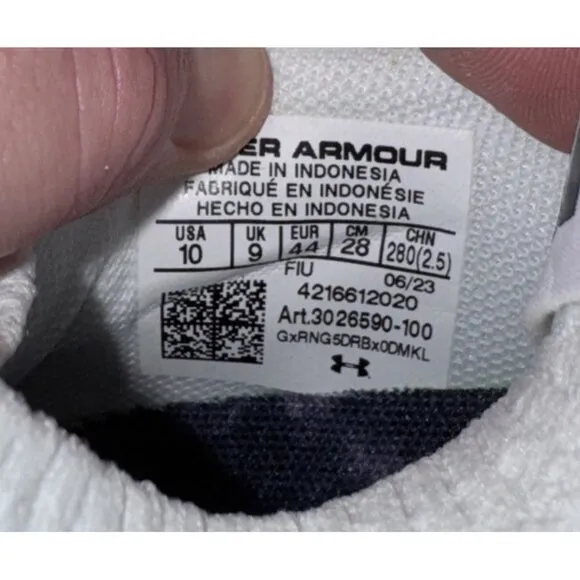 ER ARMOUR
MADE IN INDONESIA
FABRIQUÉ EN INDONÉSIE
HECHO EN INDONESIA
USA UK EUR CM CHN
10 9 44 28 280(2.5)
FIU 06/23
4216612020
Art.3026590-100
GxRNG5DRBx0DMKL